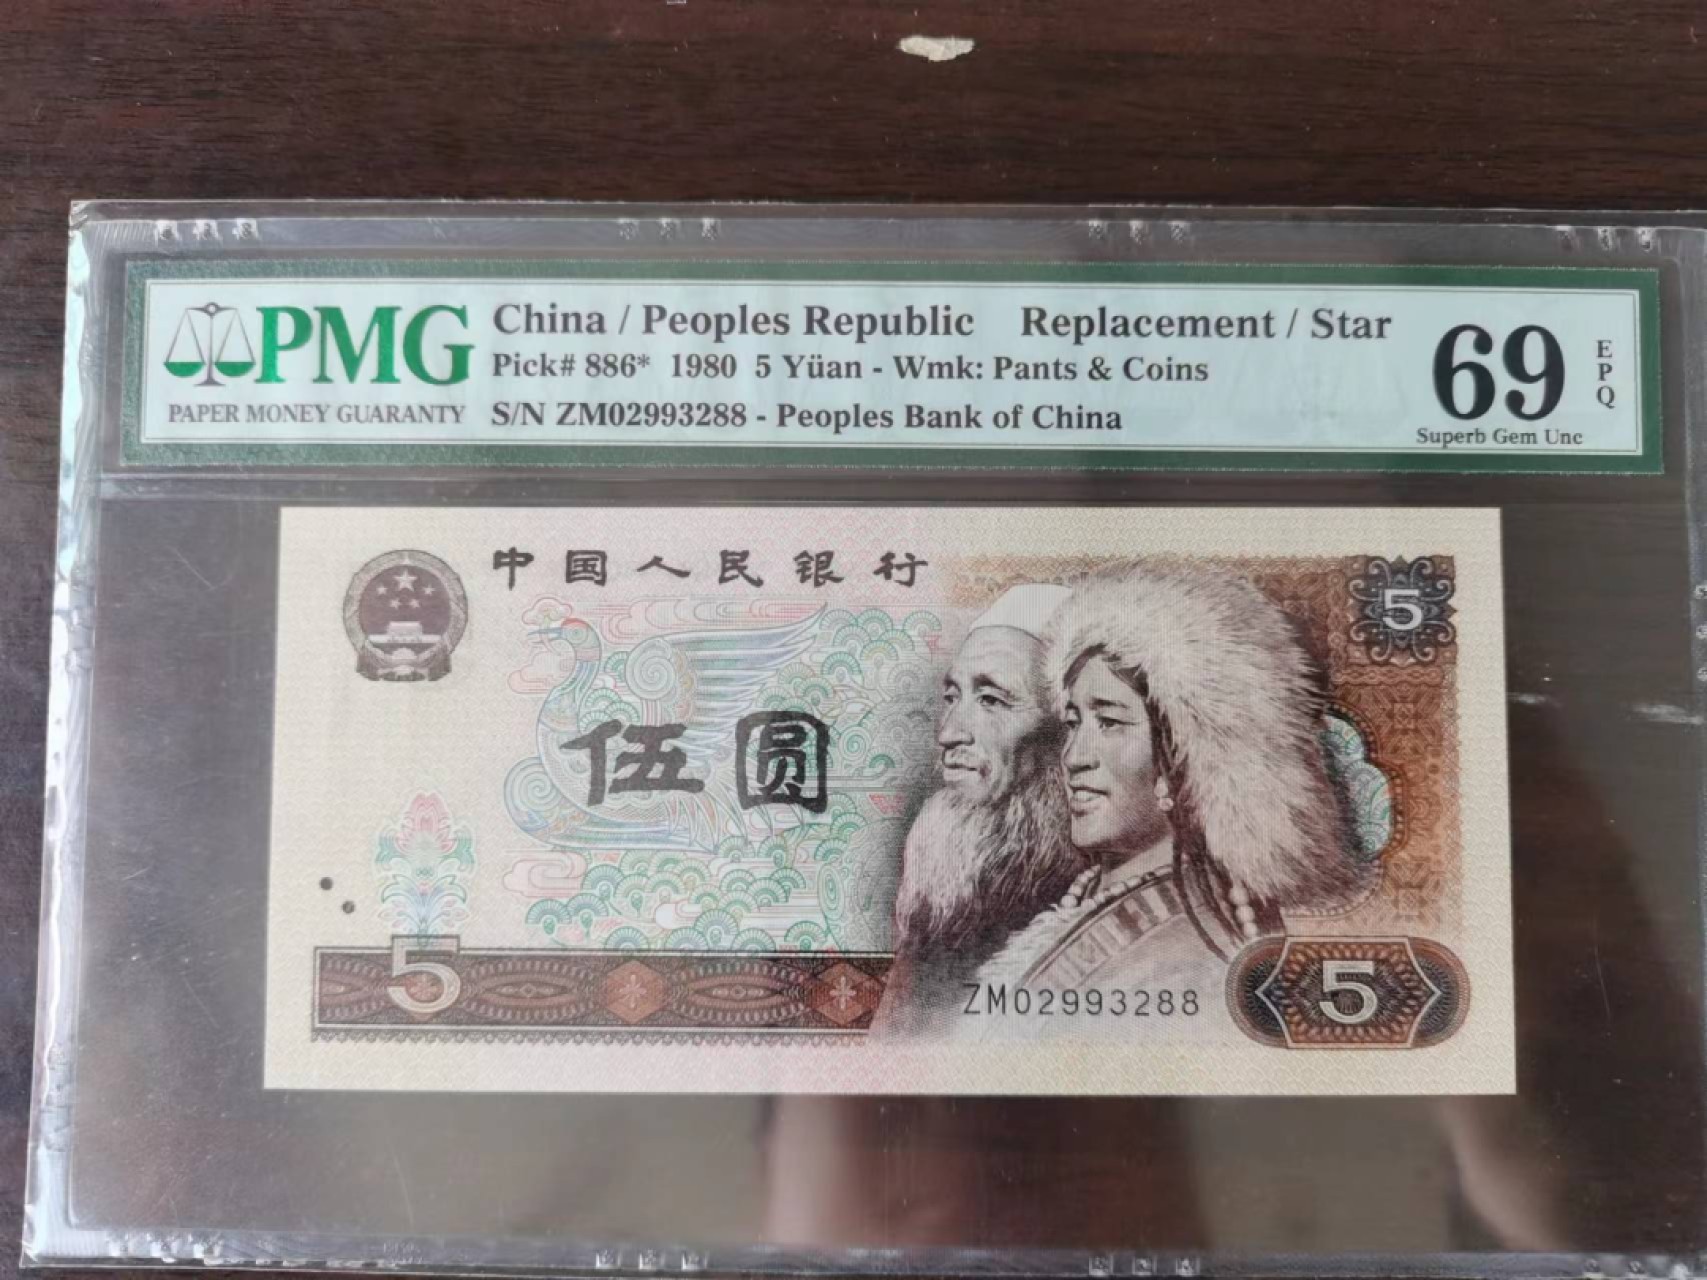 PMG
PAPER MONEY GUARANTY
China / Peoples Republic Replacement / Star
Pick# 886* 1980 5 Yüan - Wmk: Pants & Coins
S/N ZM02993288 - Peoples Bank of China
69
EPQ
Superb Gem Unc
中国人民银行
5
伍圆
5
ZM02993288
5